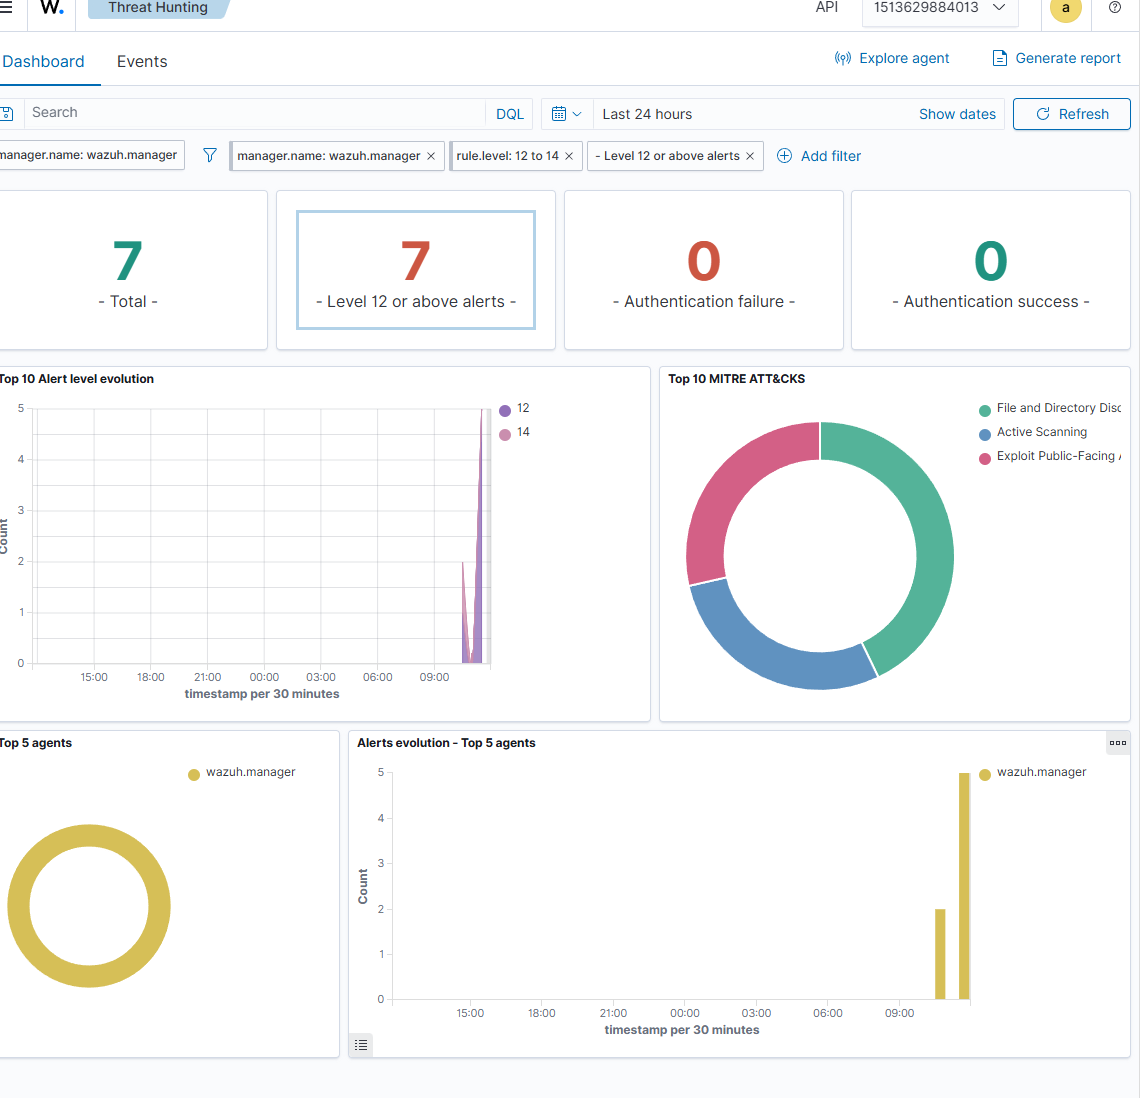 W.
Threat Hunting
API
1513629884013
a
Dashboard
Events
Explore agent
Generate report
Search
DQL
Last 24 hours
Show dates
Refresh
manager.name: wazuh.manager
manager.name: wazuh.manager
rule.level: 12 to 14
- Level 12 or above alerts
Add filter
7
- Total -
7
- Level 12 or above alerts -
0
- Authentication failure -
0
- Authentication success -
Top 10 Alert level evolution
5
4
3
2
1
0
Count
15:00 18:00 21:00 00:00 03:00 06:00 09:00
timestamp per 30 minutes
12
14
Top 10 MITRE ATT&CKS
File and Directory Disc
Active Scanning
Exploit Public-Facing
Top 5 agents
wazuh.manager
Alerts evolution - Top 5 agents
5
4
3
2
1
0
Count
15:00 18:00 21:00 00:00 03:00 06:00 09:00
timestamp per 30 minutes
wazuh.manager